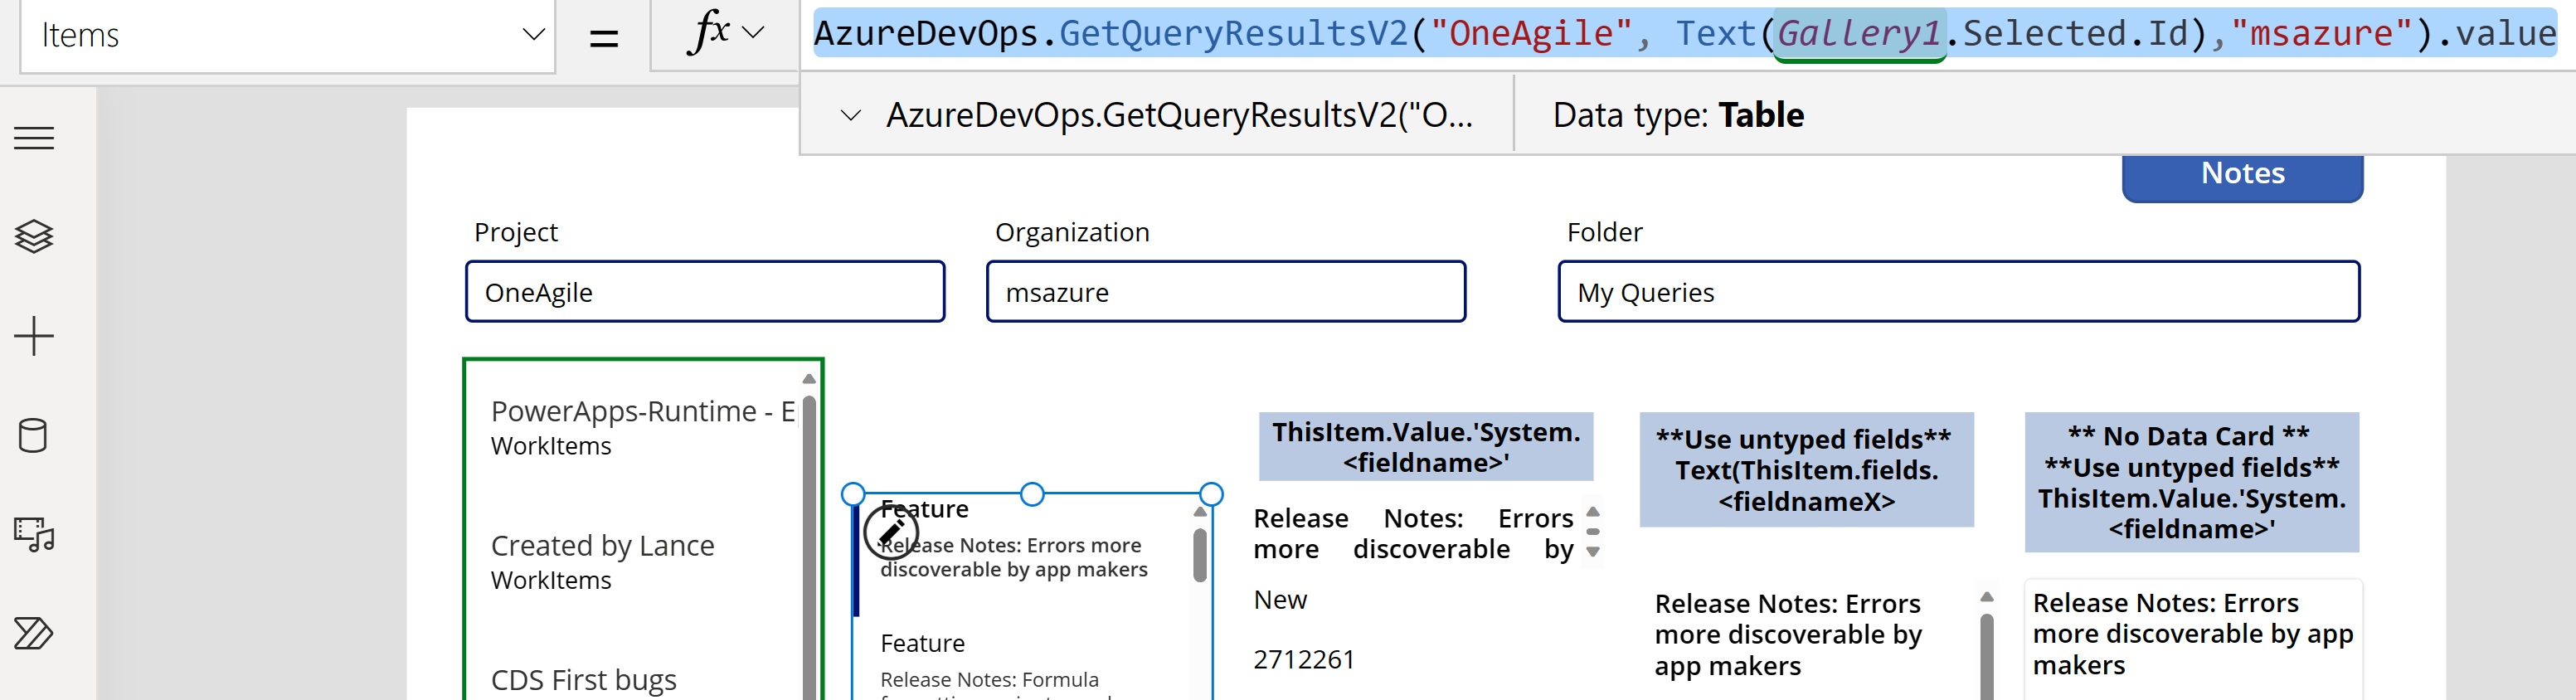 Items
=
fx
AzureDevOps.GetQueryResultsV2("OneAgile", Text(Gallery1.Selected.Id),"msazure").value
AzureDevOps.GetQueryResultsV2("O...
Data type: Table
Notes
Project
Organization
Folder
OneAgile
msazure
My Queries
PowerApps-Runtime - E
WorkItems
Created by Lance
WorkItems
CDS First bugs
Feature
Release Notes: Errors more
discoverable by app makers
Feature
Release Notes: Formula
ThisItem.Value.'System.
<fieldname>'
Release Notes: Errors
more discoverable by
New
2712261
**Use untyped fields**
Text(ThisItem.fields.
<fieldnameX>
Release Notes: Errors
more discoverable by
app makers
** No Data Card **
**Use untyped fields**
ThisItem.Value.'System.
<fieldname>'
Release Notes: Errors
more discoverable by app
makers